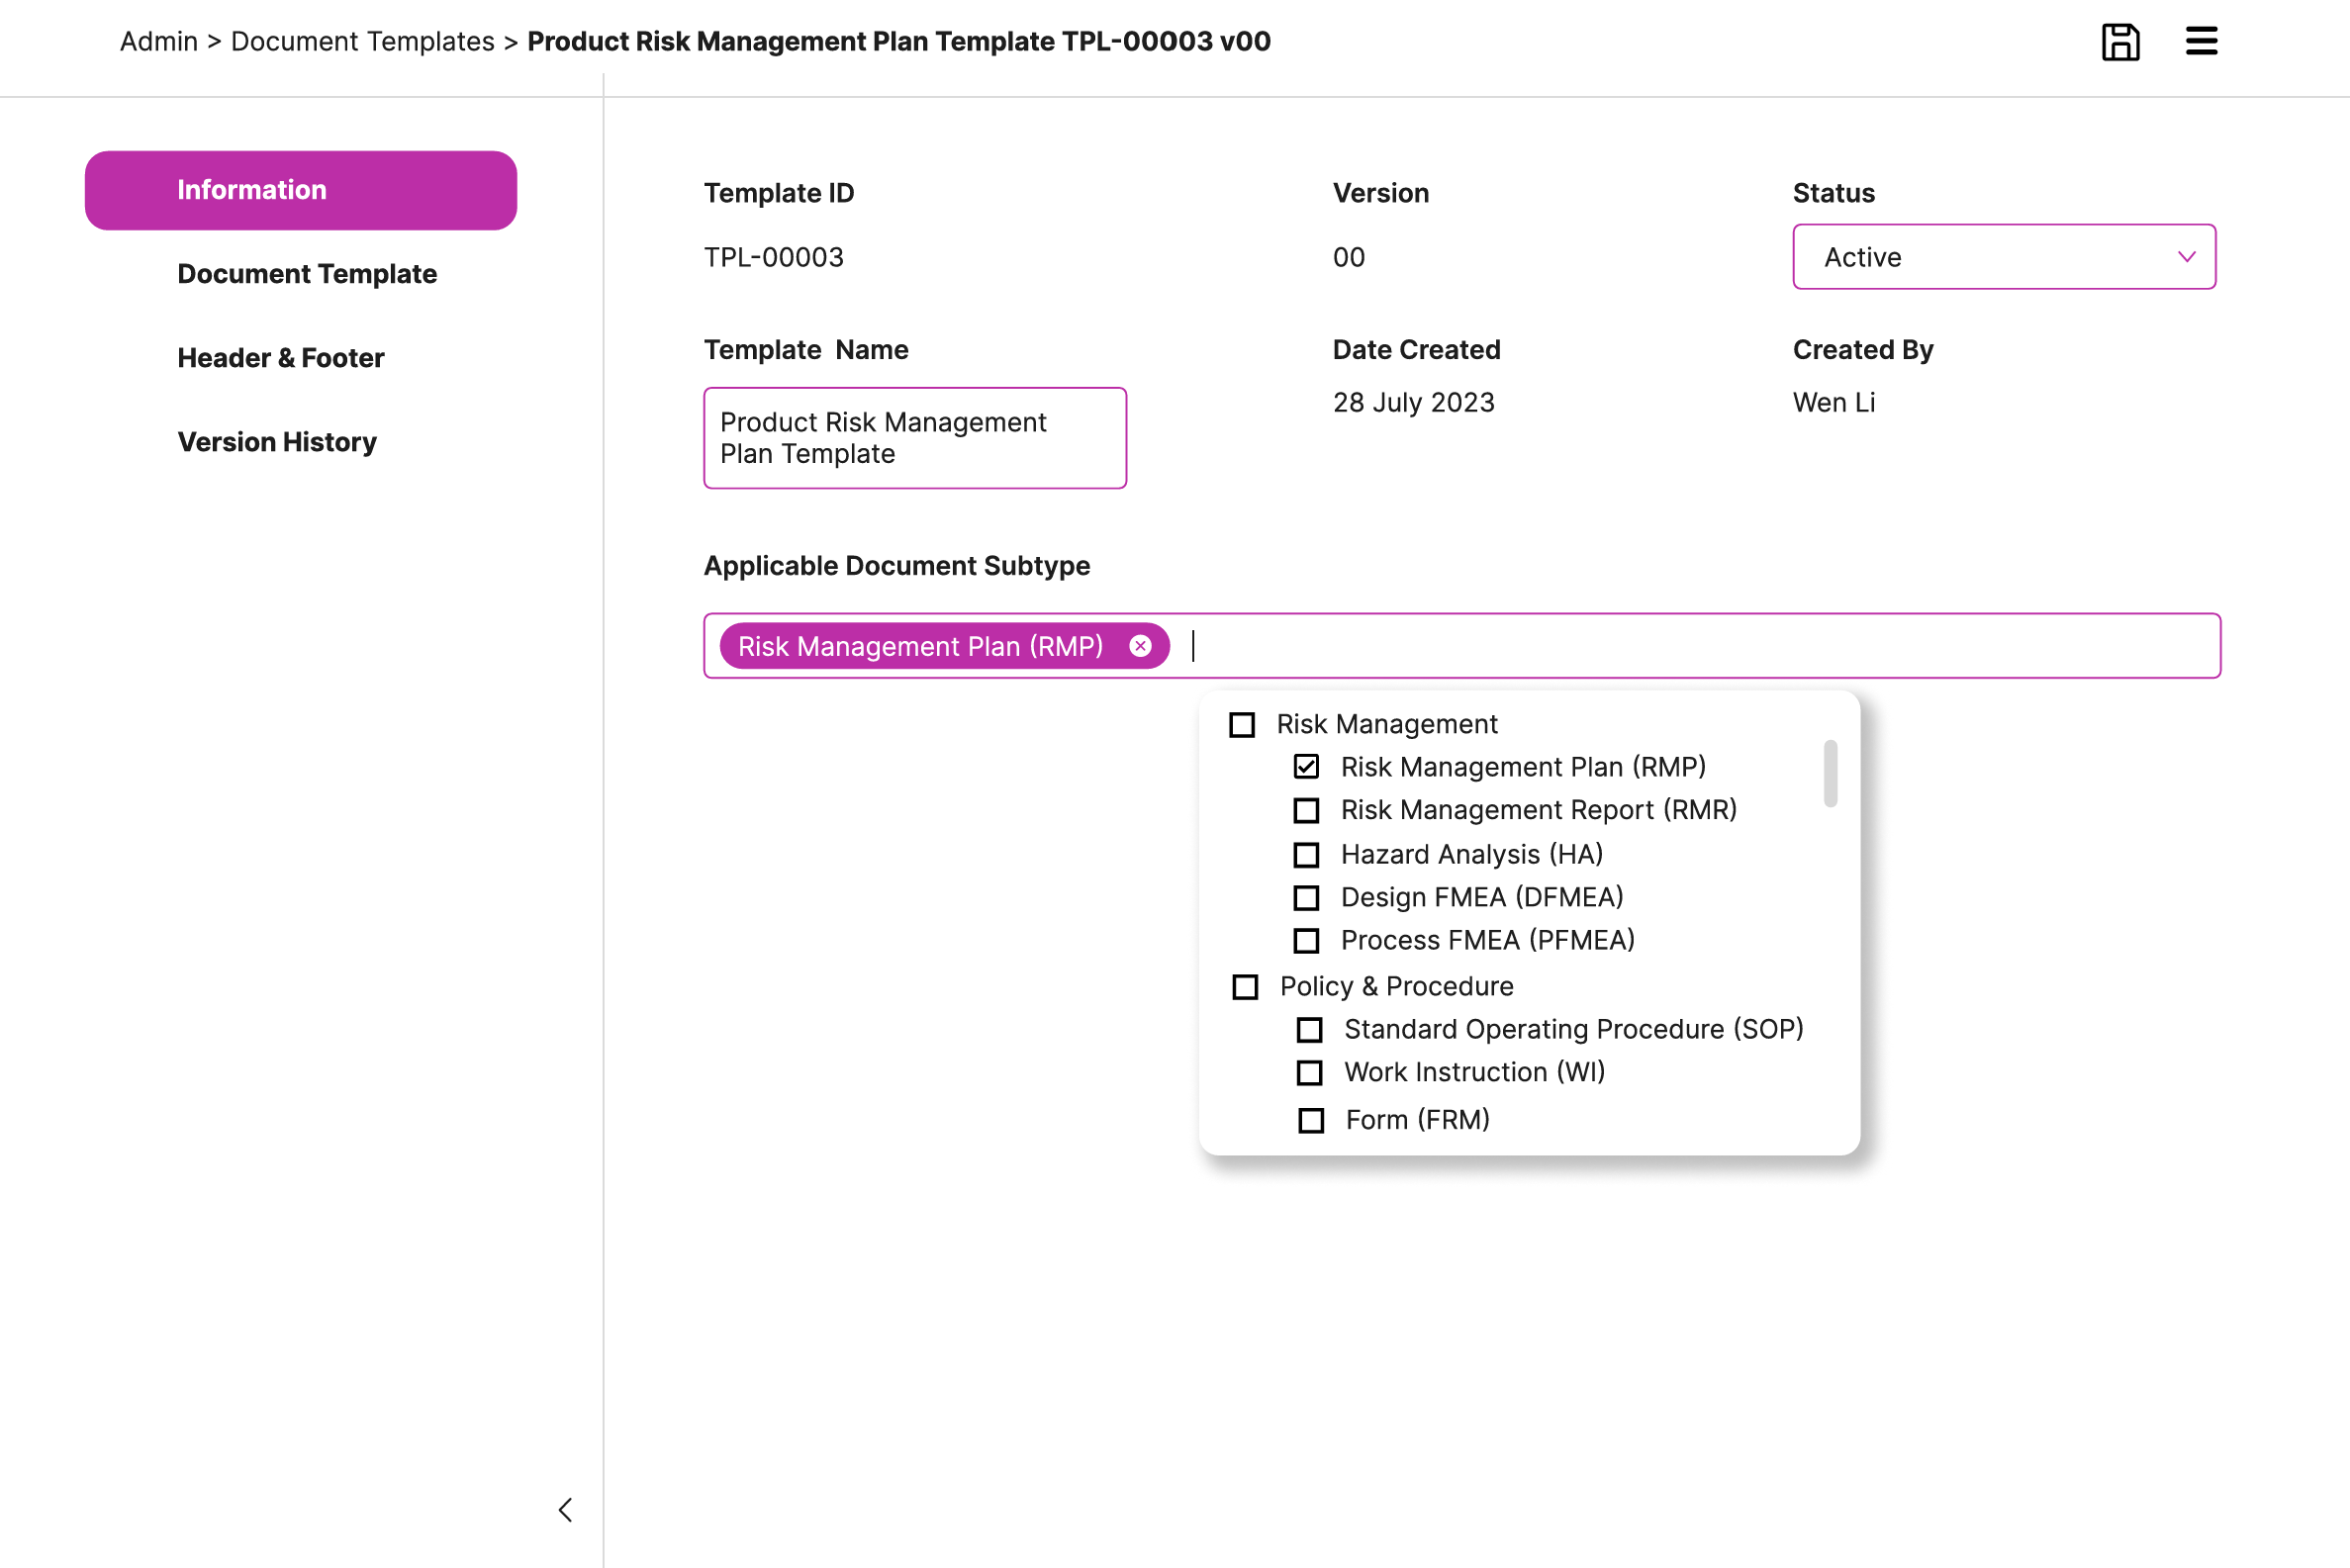 Admin > Document Templates > Product Risk Management Plan Template TPL-00003 v00
Information
Document Template
Header & Footer
Version History
Template ID
TPL-00003
Version
00
Status
Active
Template  Name
Product Risk Management
Plan Template
Date Created
28 July 2023
Created By
Wen Li
Applicable Document Subtype
Risk Management Plan (RMP)
Risk Management
Risk Management Plan (RMP)
Risk Management Report (RMR)
Hazard Analysis (HA)
Design FMEA (DFMEA)
Process FMEA (PFMEA)
Policy & Procedure
Standard Operating Procedure (SOP)
Work Instruction (WI)
Form (FRM)